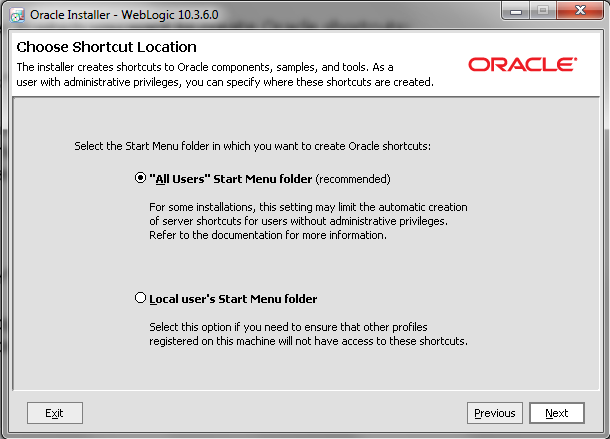 Oracle Installer - WebLogic 10.3.6.0
Choose Shortcut Location
The installer creates shortcuts to Oracle components, samples, and tools. As a
user with administrative privileges, you can specify where these shortcuts are created.
ORACLE
Select the Start Menu folder in which you want to create Oracle shortcuts:
"All Users" Start Menu folder (recommended)
For some installations, this setting may limit the automatic creation
of server shortcuts for users without administrative privileges.
Refer to the documentation for more information.
Local user's Start Menu folder
Select this option if you need to ensure that other profiles
registered on this machine will not have access to these shortcuts.
Exit
Previous
Next